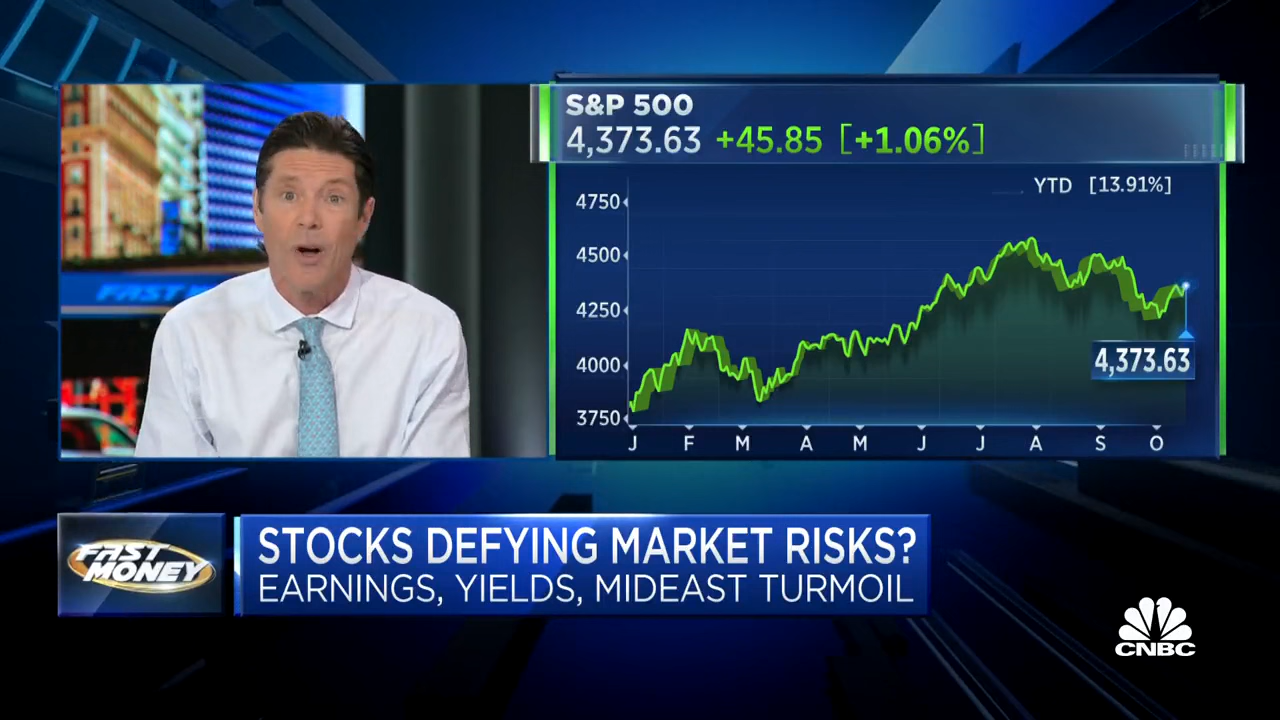 S&P 500
4,373.63 +45.85 [+1.06%]
YTD [13.91%]
4750
4500
4250
4000
3750
4,373.63
J F M A M J J A S O
FAST
FAST MONEY
STOCKS DEFYING MARKET RISKS?
EARNINGS, YIELDS, MIDEAST TURMOIL
CNBC